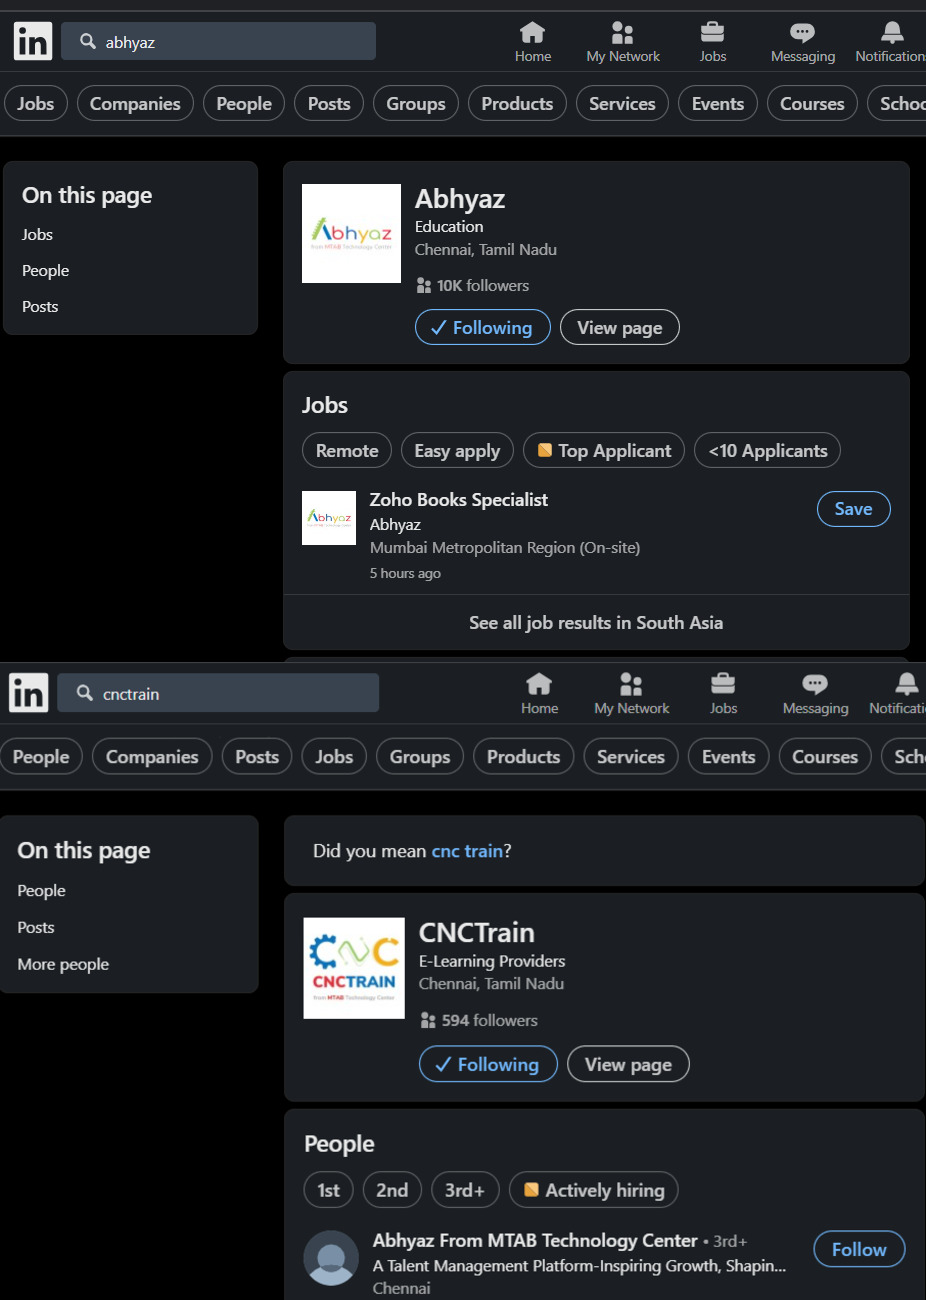 in abhyaz
Home My Network Jobs Messaging Notification
Jobs Companies People Posts Groups Products Services Events Courses Schoo
On this page
Jobs
People
Posts
Abhyaz
from MTAB Technology Center
Abhyaz
Education
Chennai, Tamil Nadu
10K followers
Following View page
Jobs
Remote Easy apply Top Applicant <10 Applicants
Abhyaz
Zoho Books Specialist
Abhyaz
Mumbai Metropolitan Region (On-site)
5 hours ago
Save
See all job results in South Asia
in cnctrain
Home My Network Jobs Messaging Notificati
People Companies Posts Jobs Groups Products Services Events Courses Sch
On this page
People
Posts
More people
Did you mean cnc train?
CNC
CNCTRAIN
from MTAB Technology Center
CNCTrain
E-Learning Providers
Chennai, Tamil Nadu
594 followers
Following View page
People
1st 2nd 3rd+ Actively hiring
Abhyaz From MTAB Technology Center • 3rd+
A Talent Management Platform-Inspiring Growth, Shapin...
Chennai
Follow